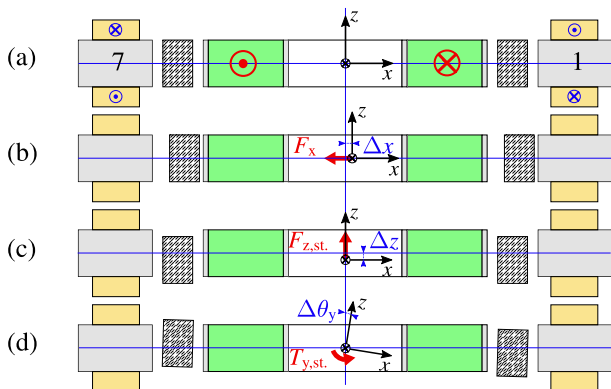 (a) 7 z x 1
(b) F_x z Δx x
(c) F_z,st. z Δz x
(d) Δθ_y z T_y,st. x